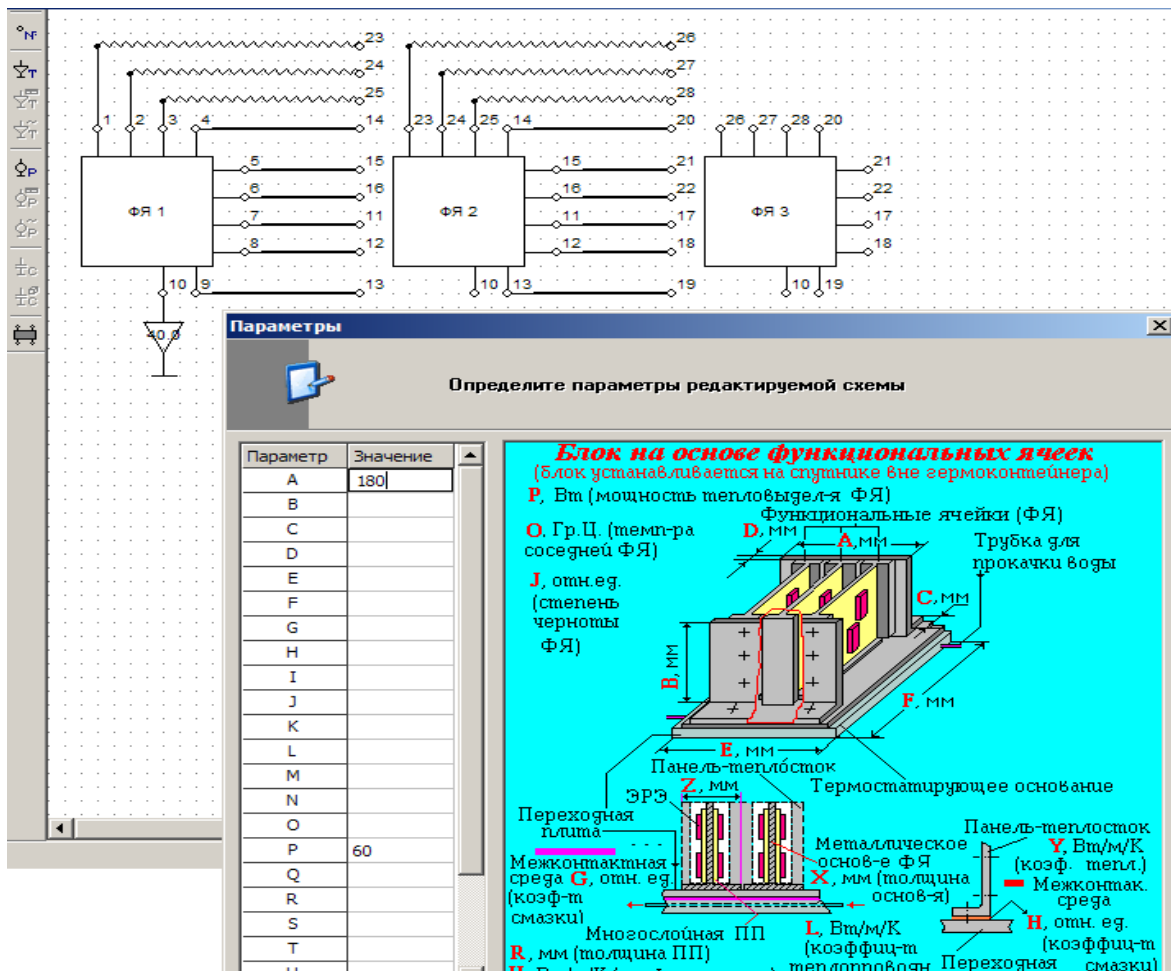 NF
T
T
T
P
P
P
C
C
23
24
25
1 2 3 4 14
5 15
6 16
7 11
8 12
10 9 13
ФЯ 1
40.0
26
27
28
23 24 25 14 20
15 21
16 22
11 17
12 18
10 13 19
ФЯ 2
26 27 28 20
21
22
17
18
10 19
ФЯ 3
Параметры
Определите параметры редактируемой схемы
Параметр Значение
A 180
B
C
D
E
F
G
H
I
J
K
L
M
N
O
P 60
Q
R
S
T
Блок на основе функциональных ячеек
(блок устанавливается на спутнике вне гермоконтейнера)
P, Вт (мощность тепловыдел-я ФЯ)
Функциональные ячейки (ФЯ)
O, Гр.Ц. (темп-ра
соседней ФЯ)
D, мм
A, мм
Трубка для
прокачки воды
J, отн.ед.
(степень
черноты
ФЯ)
C, мм
B, мм
F, мм
E, мм
Панель-теплосток
Термостатирующее основание
Z, мм
ЭРЭ
Переходная
плита
Межконтактная
среда G, отн. ед.
(коэф-т
смазки)
Металлическое
основ-е ФЯ
X, мм (толщина
основ-я)
Панель-теплосток
Y, Вт/м/К
(коэф. тепл.)
Межконтак.
среда
H, отн. ед.
(коэффиц-т
смазки)
Многослойная ПП
L, Вт/м/К
(коэффиц-т
теплопроводн
Переходная
R, мм (толщина ПП)